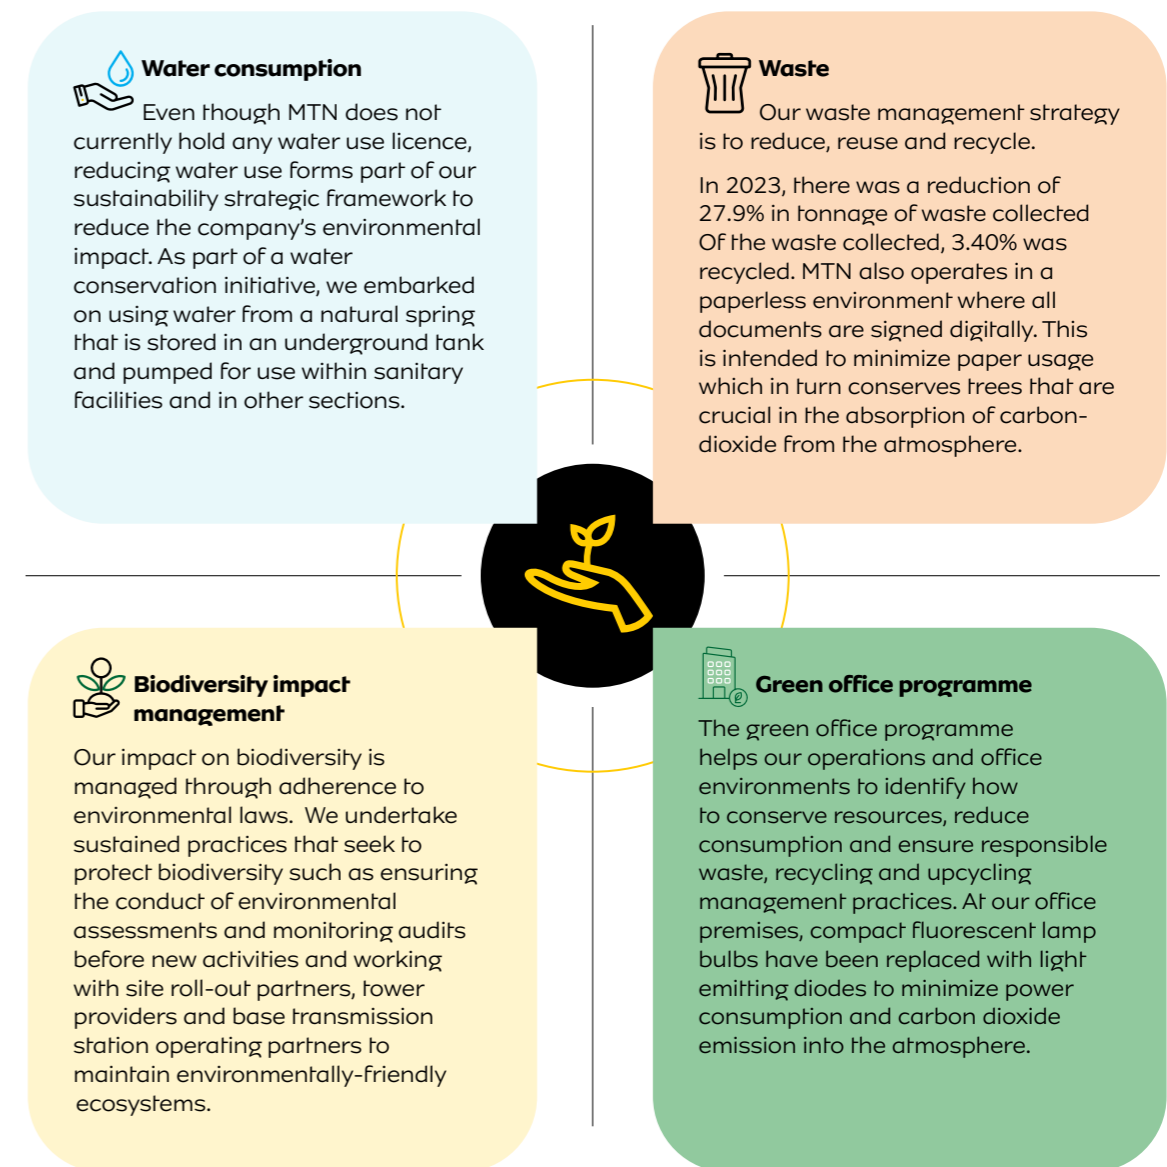 Water consumption
Even though MTN does not
currently hold any water use licence,
reducing water use forms part of our
sustainability strategic framework to
reduce the company's environmental
impact. As part of a water
conservation initiative, we embarked
on using water from a natural spring
that is stored in an underground tank
and pumped for use within sanitary
facilities and in other sections.
Waste
Our waste management strategy
is to reduce, reuse and recycle.
In 2023, there was a reduction of
27.9% in tonnage of waste collected
Of the waste collected, 3.40% was
recycled. MTN also operates in a
paperless environment where all
documents are signed digitally. This
is intended to minimize paper usage
which in turn conserves trees that are
crucial in the absorption of carbon-
dioxide from the atmosphere.
Biodiversity impact
management
Our impact on biodiversity is
managed through adherence to
environmental laws.  We undertake
sustained practices that seek to
protect biodiversity such as ensuring
the conduct of environmental
assessments and monitoring audits
before new activities and working
with site roll-out partners, tower
providers and base transmission
station operating partners to
maintain environmentally-friendly
ecosystems.
Green office programme
The green office programme
helps our operations and office
environments to identify how
to conserve resources, reduce
consumption and ensure responsible
waste, recycling and upcycling
management practices. At our office
premises, compact fluorescent lamp
bulbs have been replaced with light
emitting diodes to minimize power
consumption and carbon dioxide
emission into the atmosphere.